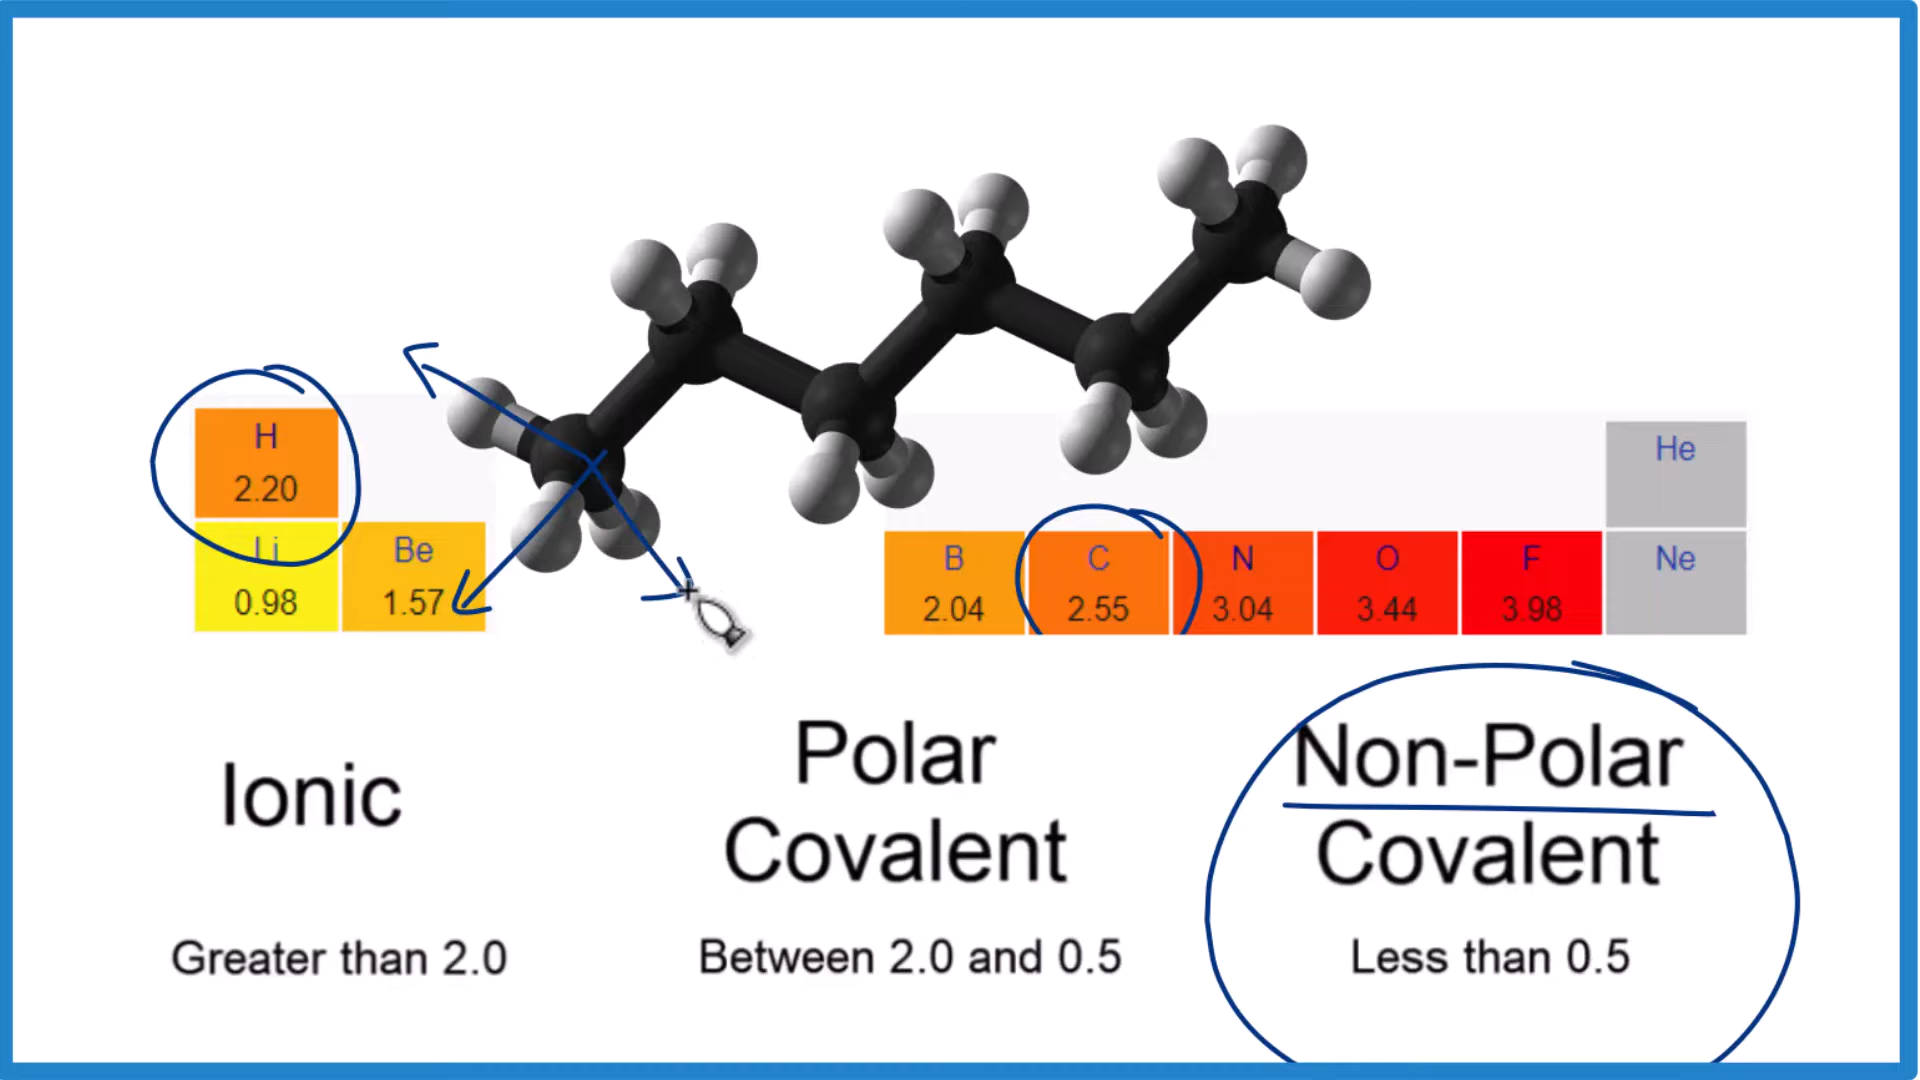 H
2.20
Li
0.98
Be
1.57
B
2.04
C
2.55
N
3.04
O
3.44
F
3.98
He
Ne
Ionic
Greater than 2.0
Polar
Covalent
Between 2.0 and 0.5
Non-Polar
Covalent
Less than 0.5